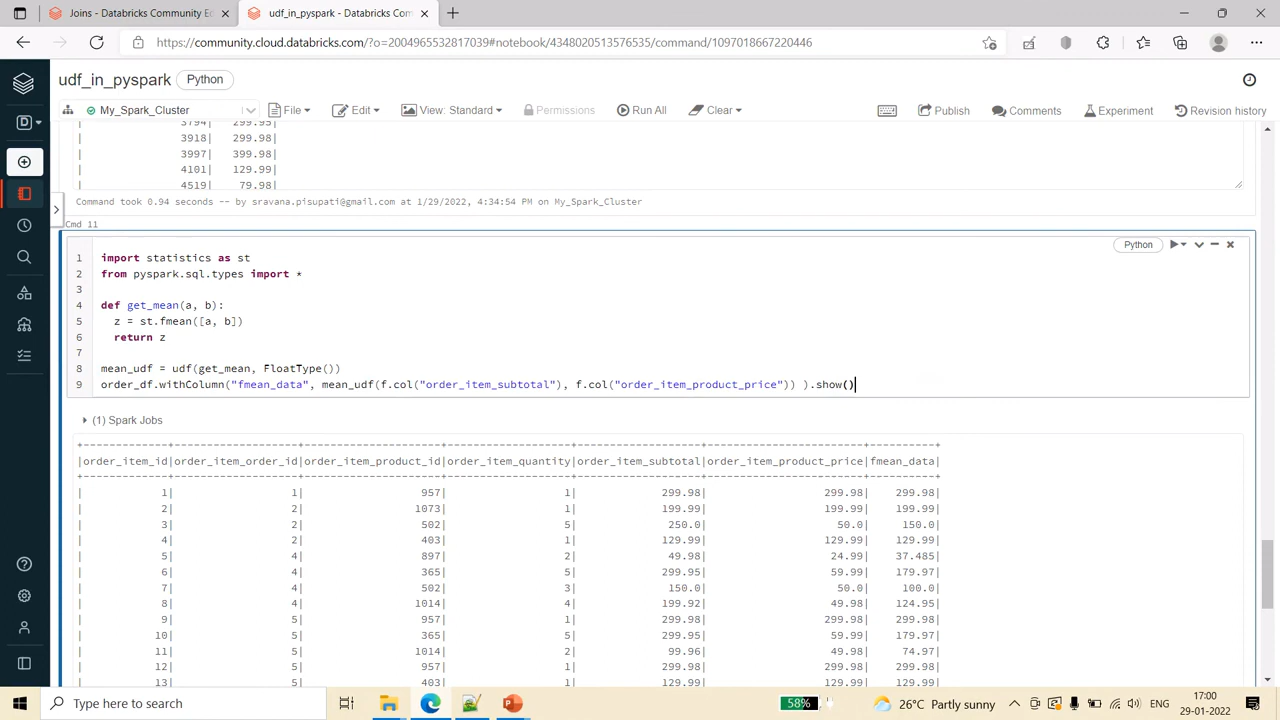 Joins - Databricks Community Ed
udf_in_pyspark - Databricks Com
https://community.cloud.databricks.com/?o=2004965532817039#notebook/4348020513576535/command/1097018667220446
udf_in_pyspark Python
My_Spark_Cluster File Edit View: Standard Permissions Run All Clear Publish Comments Experiment Revision history
D
| 3794| 299.95|
| 3918| 299.98|
| 3997| 399.98|
| 4101| 129.99|
| 4519| 79.98|
Command took 0.94 seconds -- by sravana.pisupati@gmail.com at 1/29/2022, 4:34:54 PM on My_Spark_Cluster
Cmd 11
Python
1 import statistics as st
2 from pyspark.sql.types import *
3
4 def get_mean(a, b):
5 z = st.fmean([a, b])
6 return z
7
8 mean_udf = udf(get_mean, FloatType())
9 order_df.withColumn("fmean_data", mean_udf(f.col("order_item_subtotal"), f.col("order_item_product_price")) ).show()
(1) Spark Jobs
+-------------+-------------------+---------------------+-------------------+-------------------+------------------------+----------+
|order_item_id|order_item_order_id|order_item_product_id|order_item_quantity|order_item_subtotal|order_item_product_price|fmean_data|
+-------------+-------------------+---------------------+-------------------+-------------------+------------------------+----------+
| 1| 1| 957| 1| 299.98| 299.98| 299.98|
| 2| 2| 1073| 1| 199.99| 199.99| 199.99|
| 3| 2| 502| 5| 250.0| 50.0| 150.0|
| 4| 2| 403| 1| 129.99| 129.99| 129.99|
| 5| 4| 897| 2| 49.98| 24.99| 37.485|
| 6| 4| 365| 5| 299.95| 59.99| 179.97|
| 7| 4| 502| 3| 150.0| 50.0| 100.0|
| 8| 4| 1014| 4| 199.92| 49.98| 124.95|
| 9| 5| 957| 1| 299.98| 299.98| 299.98|
| 10| 5| 365| 5| 299.95| 59.99| 179.97|
| 11| 5| 1014| 2| 99.96| 49.98| 74.97|
| 12| 5| 957| 1| 299.98| 299.98| 299.98|
| 13| 5| 403| 1| 129.99| 129.99| 129.99|
Type here to search
58%
26°C Partly sunny
ENG
17:00
29-01-2022